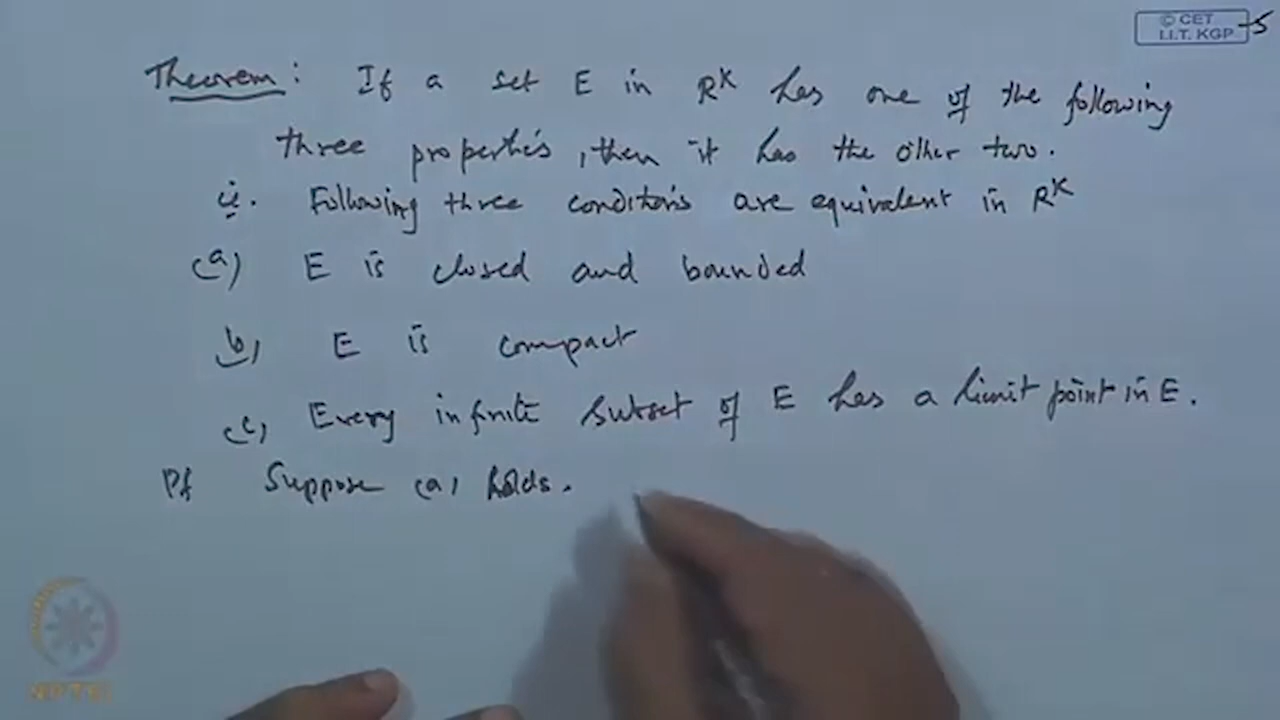 © CET
I.I.T. KGP
Theorem : If a set E in R^K has one of the following
three properties, then it has the other two.
ie. Following three conditions are equivalent in R^K
(a) E is closed and bounded
(b) E is compact
(c) Every infinite subset of E has a limit point in E.
Pf Suppose (a) holds.
NPTEL